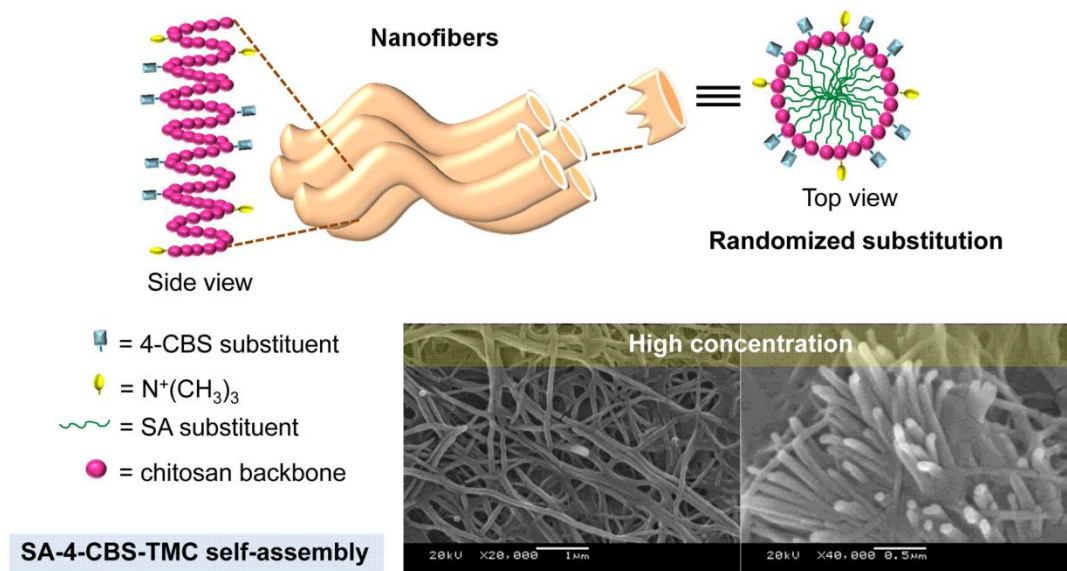 Nanofibers
Side view
Top view
Randomized substitution
= 4-CBS substituent
= N⁺(CH₃)₃
= SA substituent
= chitosan backbone
SA-4-CBS-TMC self-assembly
High concentration
20kV X20,000 1µm
20kV X40,000 0.5µm